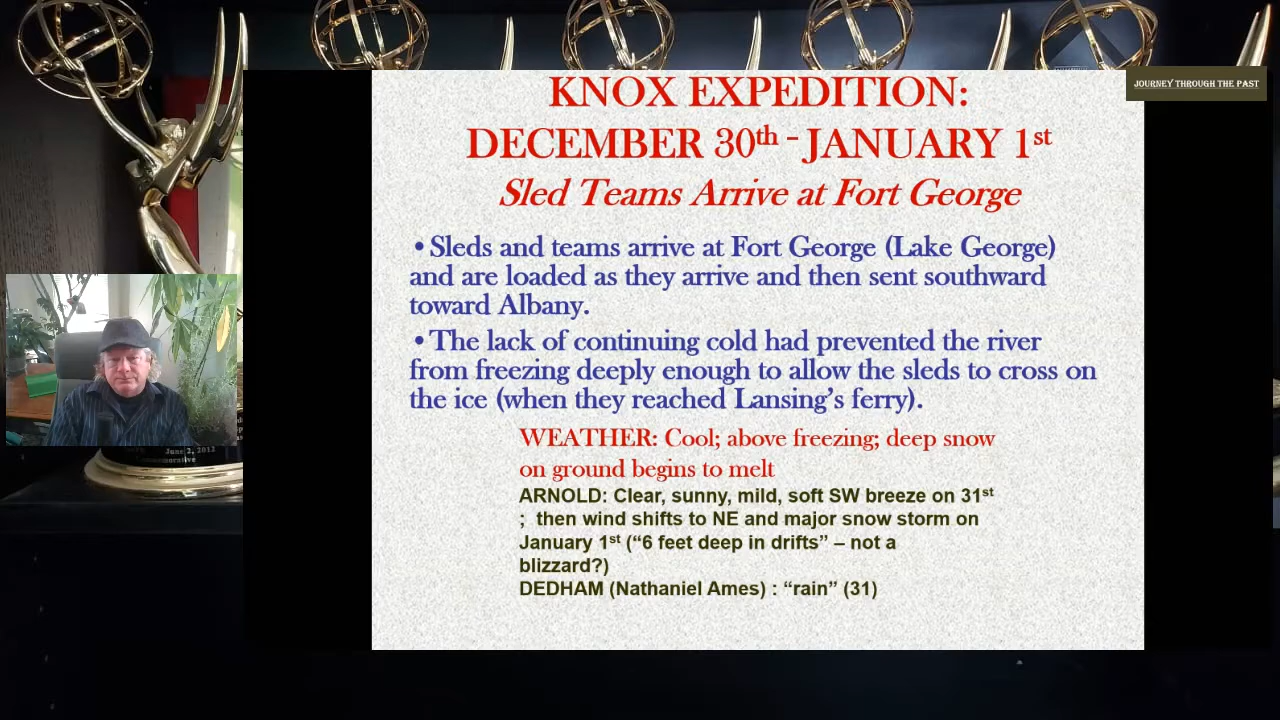 JOURNEY THROUGH THE PAST
KNOX EXPEDITION:
DECEMBER 30th - JANUARY 1st
Sled Teams Arrive at Fort George
• Sleds and teams arrive at Fort George (Lake George)
and are loaded as they arrive and then sent southward
toward Albany.
• The lack of continuing cold had prevented the river
from freezing deeply enough to allow the sleds to cross on
the ice (when they reached Lansing’s ferry).
WEATHER: Cool; above freezing; deep snow
on ground begins to melt
ARNOLD: Clear, sunny, mild, soft SW breeze on 31st
; then wind shifts to NE and major snow storm on
January 1st (“6 feet deep in drifts” – not a
blizzard?)
DEDHAM (Nathaniel Ames) : “rain” (31)
June 2, 2012